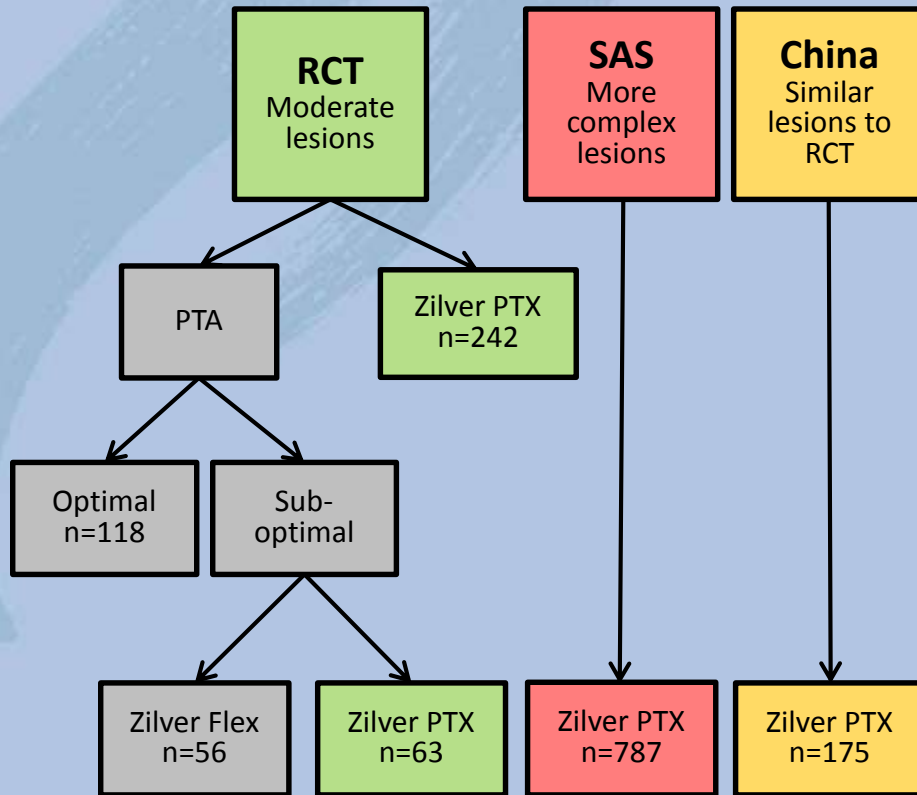 RCT
Moderate
lesions
SAS
More
complex
lesions
China
Similar
lesions to
RCT
PTA
Zilver PTX
n=242
Optimal
n=118
Sub-
optimal
Zilver Flex
n=56
Zilver PTX
n=63
Zilver PTX
n=787
Zilver PTX
n=175